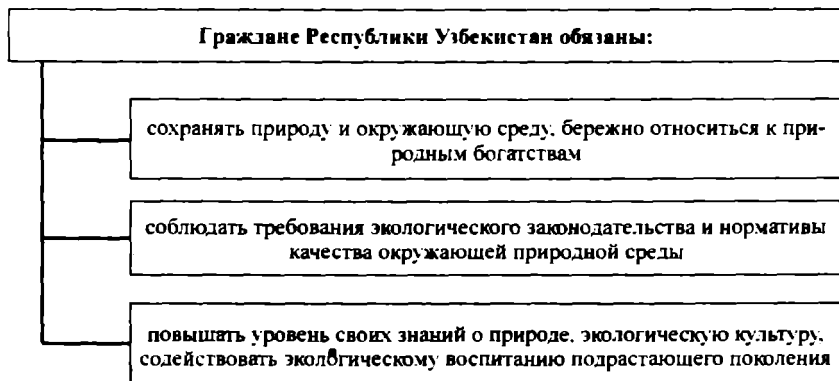 Граждане Республики Узбекистан обязаны:
сохранять природу и окружающую среду, бережно относиться к при-
родным богатствам
соблюдать требования экологического законодательства и нормативы
качества окружающей природной среды
повышать уровень своих знаний о природе, экологическую культуру,
содействовать экологическому воспитанию подрастающего поколения